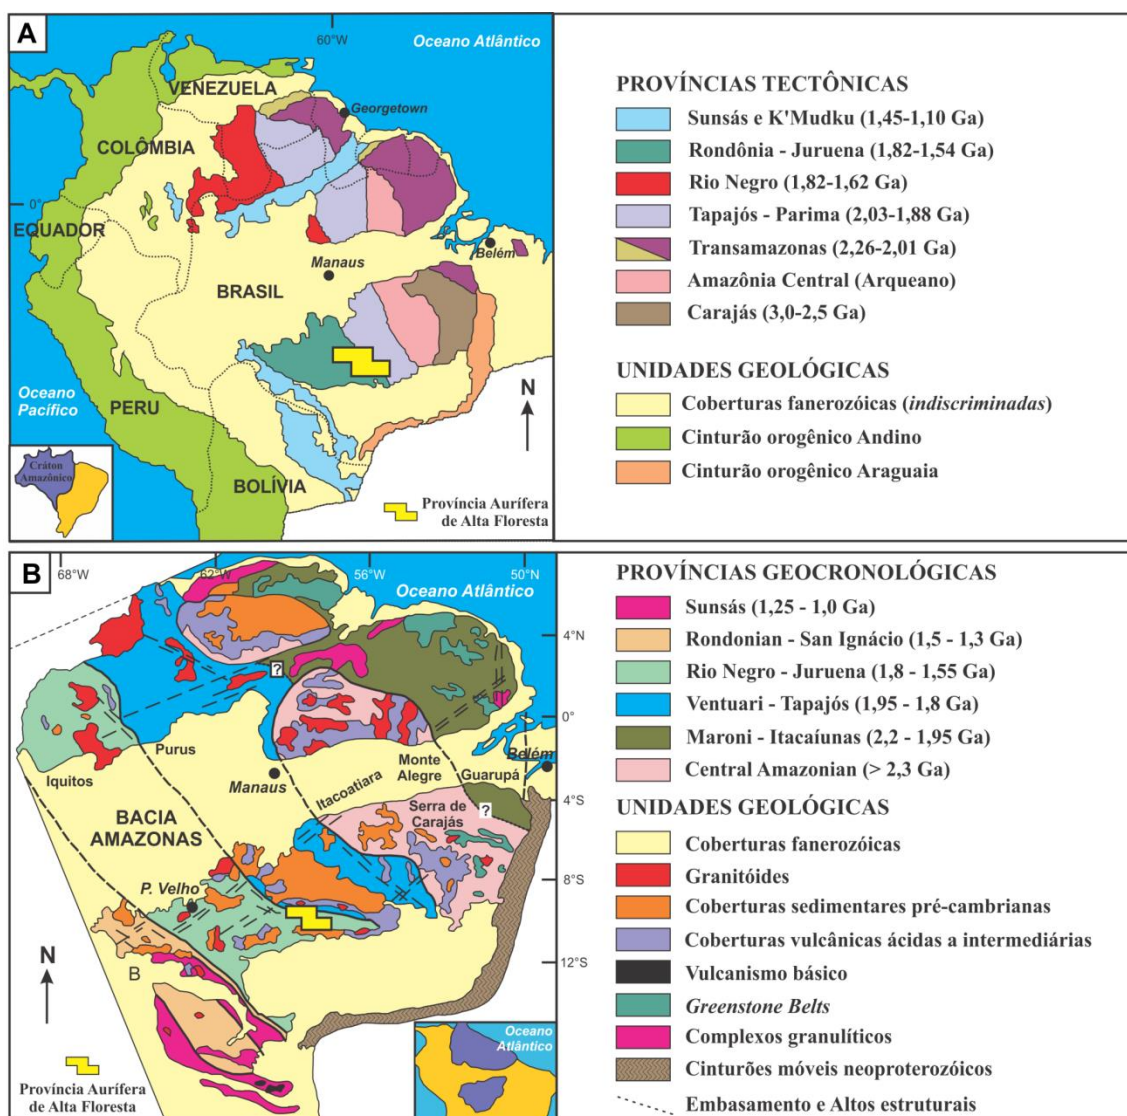 A
60°W
Oceano Atlântico
VENEZUELA
Georgetown
COLÔMBIA
0°
EQUADOR
Belém
Manaus
BRASIL
Oceano
Pacífico
PERU
N
BOLÍVIA
Cráton
Amazônico
Província Aurífera
de Alta Floresta
PROVÍNCIAS TECTÔNICAS
Sunsás e K'Mudku (1,45-1,10 Ga)
Rondônia - Juruena (1,82-1,54 Ga)
Rio Negro (1,82-1,62 Ga)
Tapajós - Parima (2,03-1,88 Ga)
Transamazonas (2,26-2,01 Ga)
Amazônia Central (Arqueano)
Carajás (3,0-2,5 Ga)
UNIDADES GEOLÓGICAS
Coberturas fanerozóicas (indiscriminadas)
Cinturão orogênico Andino
Cinturão orogênico Araguaia
B
68°W
62°W
56°W
50°N
Oceano Atlântico
4°N
?
0°
Purus
Iquitos
Manaus
Itacoatiara
Monte
Alegre
Guarupá
Belém
4°S
?
Serra de
Carajás
BACIA
AMAZONAS
P. Velho
8°S
N
B
12°S
Oceano
Atlântico
Província Aurífera
de Alta Floresta
PROVÍNCIAS GEOCRONOLÓGICAS
Sunsás (1,25 - 1,0 Ga)
Rondonian - San Ignácio (1,5 - 1,3 Ga)
Rio Negro - Juruena (1,8 - 1,55 Ga)
Ventuari - Tapajós (1,95 - 1,8 Ga)
Maroni - Itacaíunas (2,2 - 1,95 Ga)
Central Amazonian (> 2,3 Ga)
UNIDADES GEOLÓGICAS
Coberturas fanerozóicas
Granitóides
Coberturas sedimentares pré-cambrianas
Coberturas vulcânicas ácidas a intermediárias
Vulcanismo básico
Greenstone Belts
Complexos granulíticos
Cinturões móveis neoproterozóicos
Embasamento e Altos estruturais